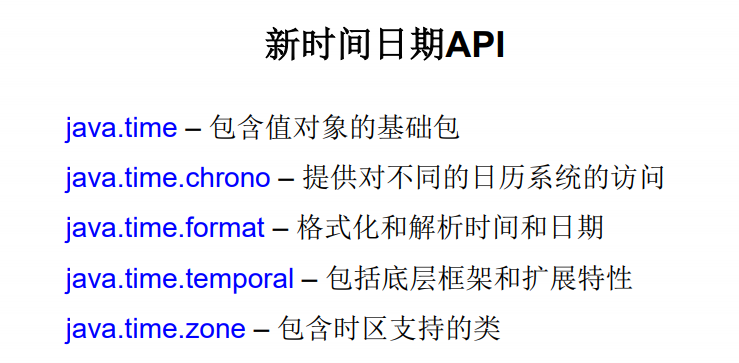 新时间日期API
java.time – 包含值对象的基础包
java.time.chrono – 提供对不同的日历系统的访问
java.time.format – 格式化和解析时间和日期
java.time.temporal – 包括底层框架和扩展特性
java.time.zone – 包含时区支持的类